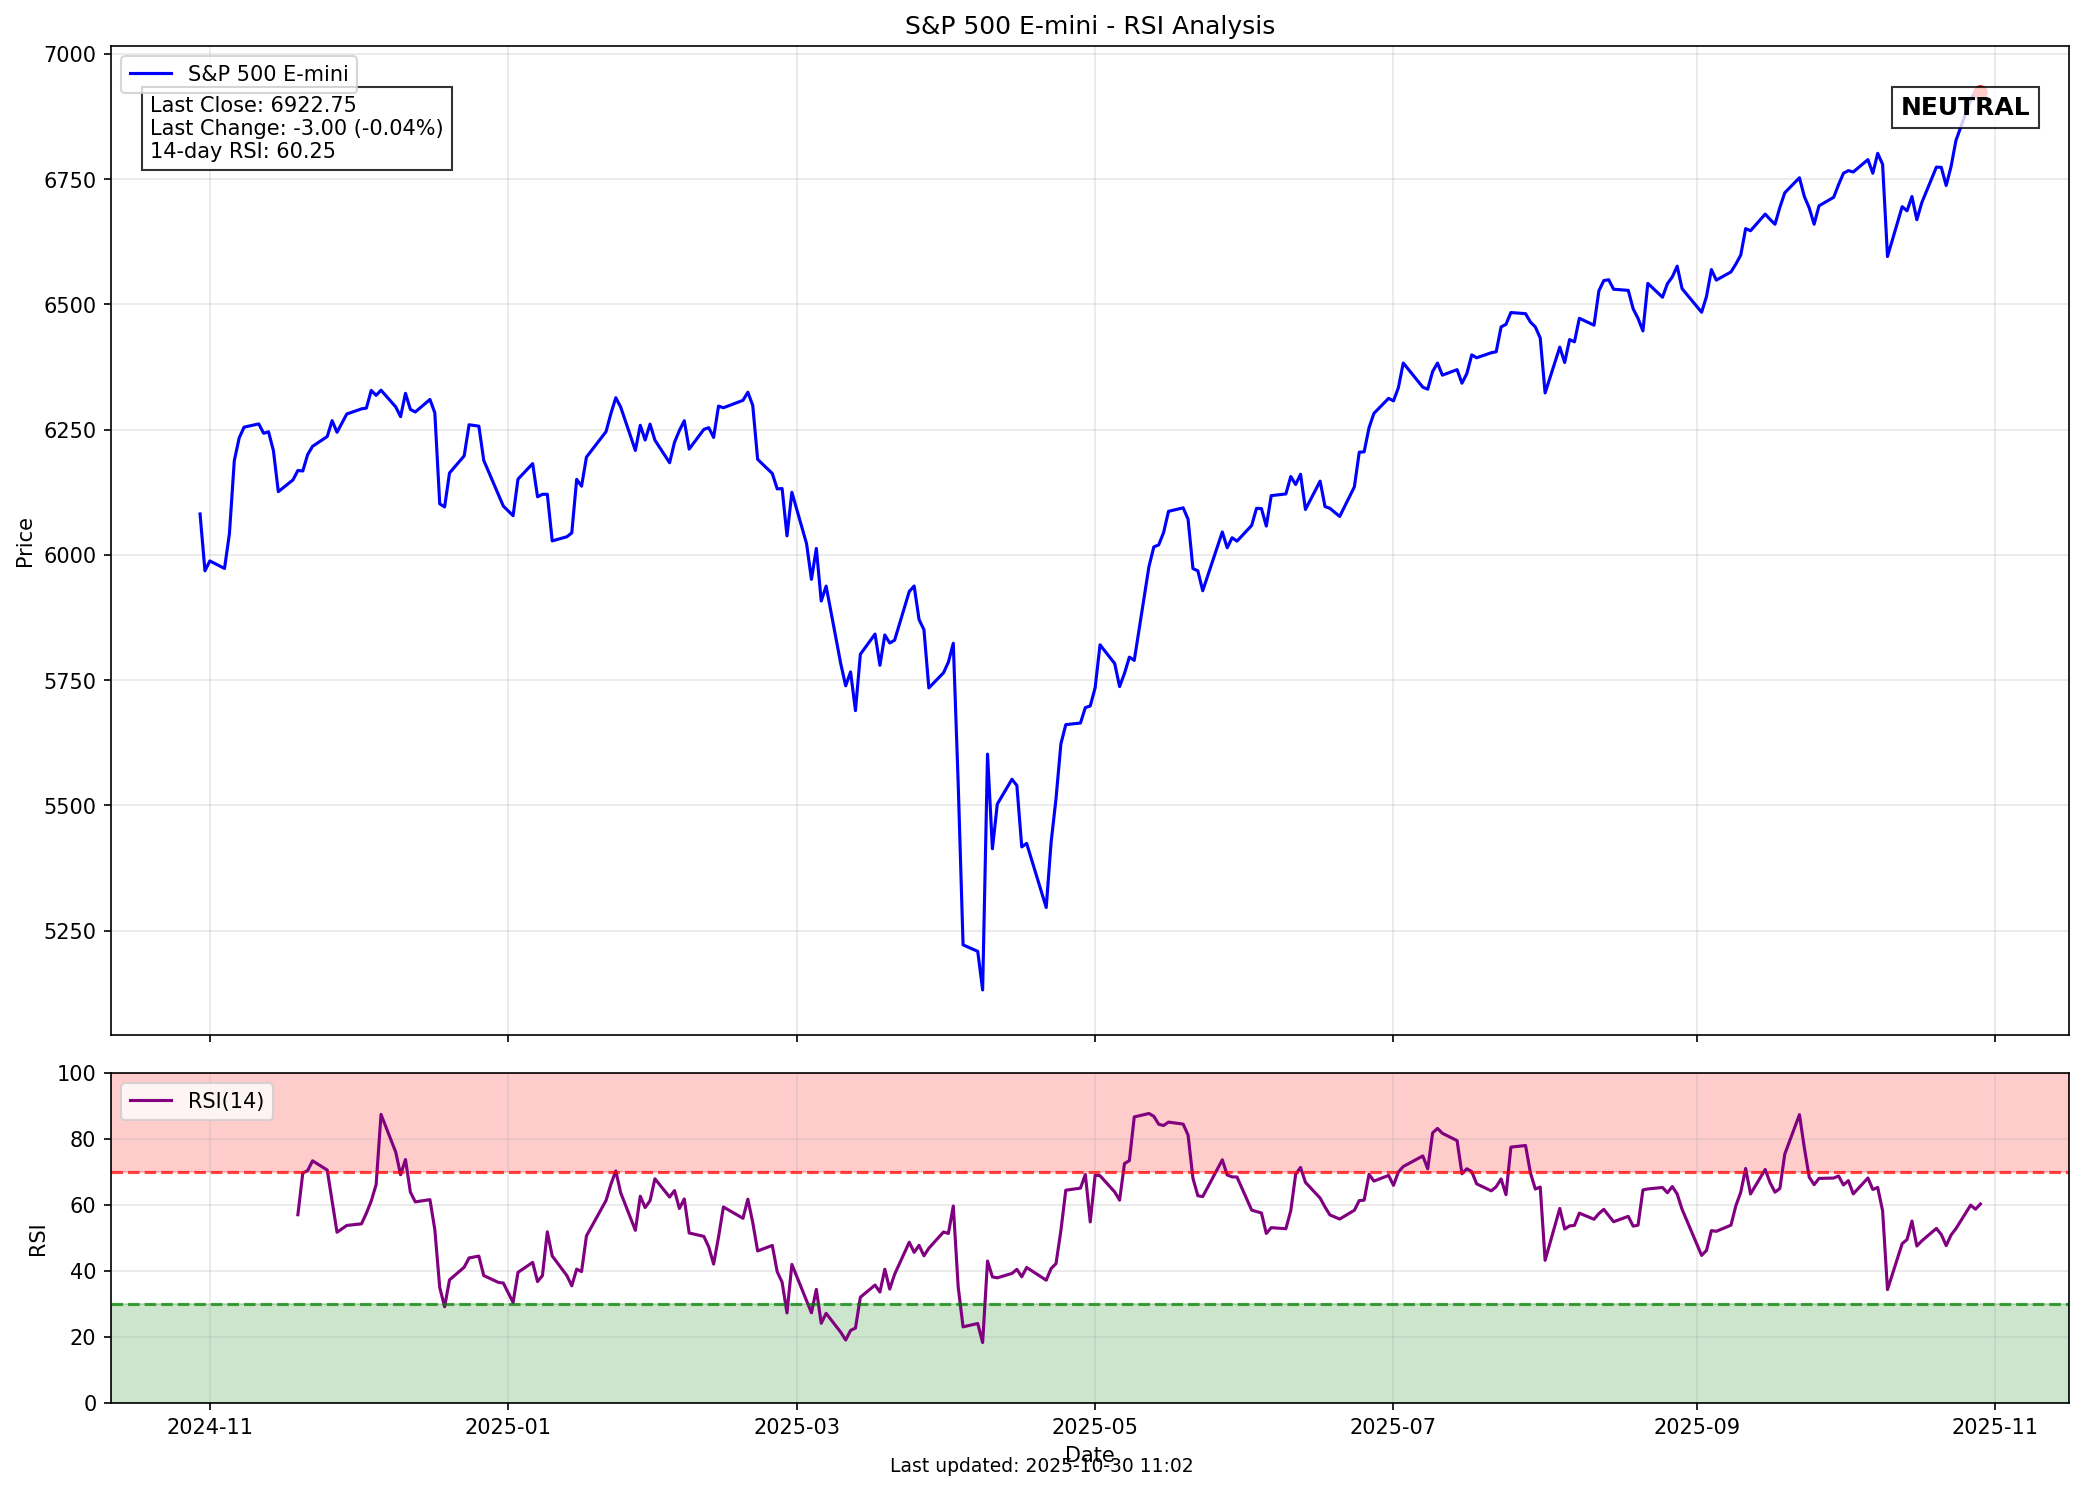 S&P 500 E-mini - RSI Analysis
S&P 500 E-mini
Last Close: 6922.75
Last Change: -3.00 (-0.04%)
14-day RSI: 60.25
NEUTRAL
7000
6750
6500
6250
6000
5750
5500
5250
Price
RSI(14)
100
80
60
40
20
0
RSI
2024-11
2025-01
2025-03
2025-05
2025-07
2025-09
2025-11
Date
Last updated: 2025-10-30 11:02